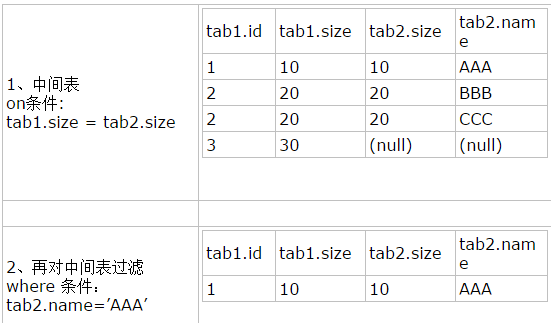 1、中间表
on条件:
tab1.size = tab2.size
tab1.id tab1.size tab2.size tab2.nam
e
1 10 10 AAA
2 20 20 BBB
2 20 20 CCC
3 30 (null) (null)
2、再对中间表过滤
where 条件：
tab2.name=’AAA’
tab1.id tab1.size tab2.size tab2.nam
e
1 10 10 AAA